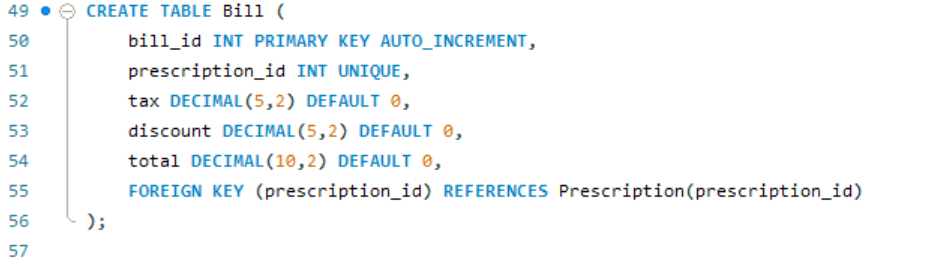 49 CREATE TABLE Bill (
50 bill_id INT PRIMARY KEY AUTO_INCREMENT,
51 prescription_id INT UNIQUE,
52 tax DECIMAL(5,2) DEFAULT 0,
53 discount DECIMAL(5,2) DEFAULT 0,
54 total DECIMAL(10,2) DEFAULT 0,
55 FOREIGN KEY (prescription_id) REFERENCES Prescription(prescription_id)
56 );
57